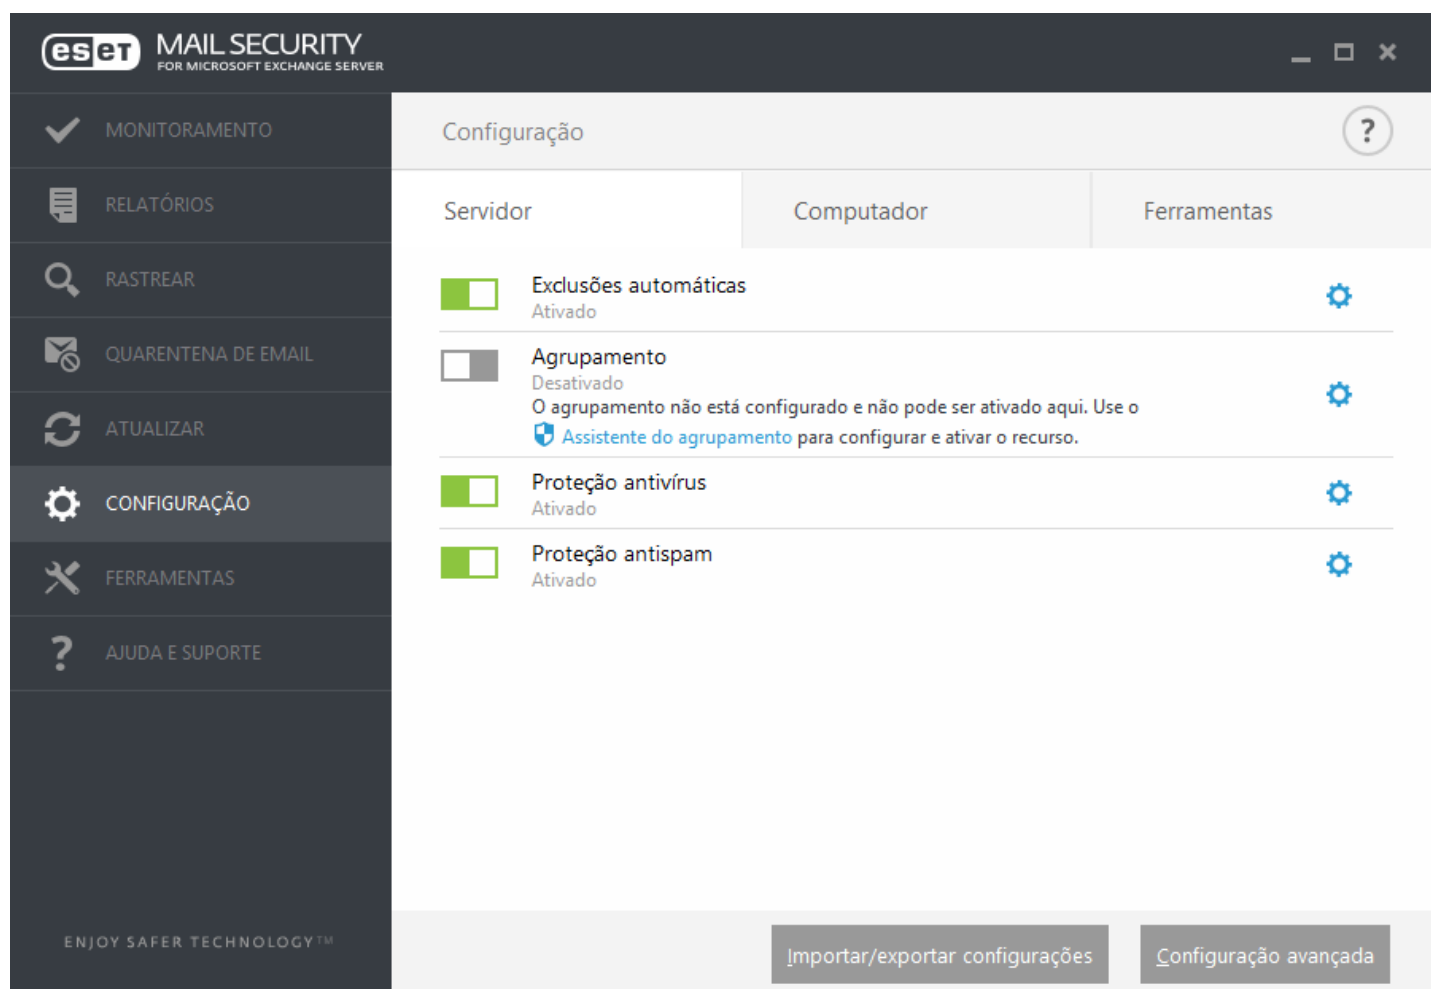 eset MAIL SECURITY
FOR MICROSOFT EXCHANGE SERVER
MONITORAMENTO
RELATÓRIOS
RASTREAR
QUARENTENA DE EMAIL
ATUALIZAR
CONFIGURAÇÃO
FERRAMENTAS
? AJUDA E SUPORTE
ENJOY SAFER TECHNOLOGY™
Configuração ?
Servidor Computador Ferramentas
Exclusões automáticas
Ativado
Agrupamento
Desativado
O agrupamento não está configurado e não pode ser ativado aqui. Use o
Assistente do agrupamento para configurar e ativar o recurso.
Proteção antivírus
Ativado
Proteção antispam
Ativado
Importar/exportar configurações Configuração avançada